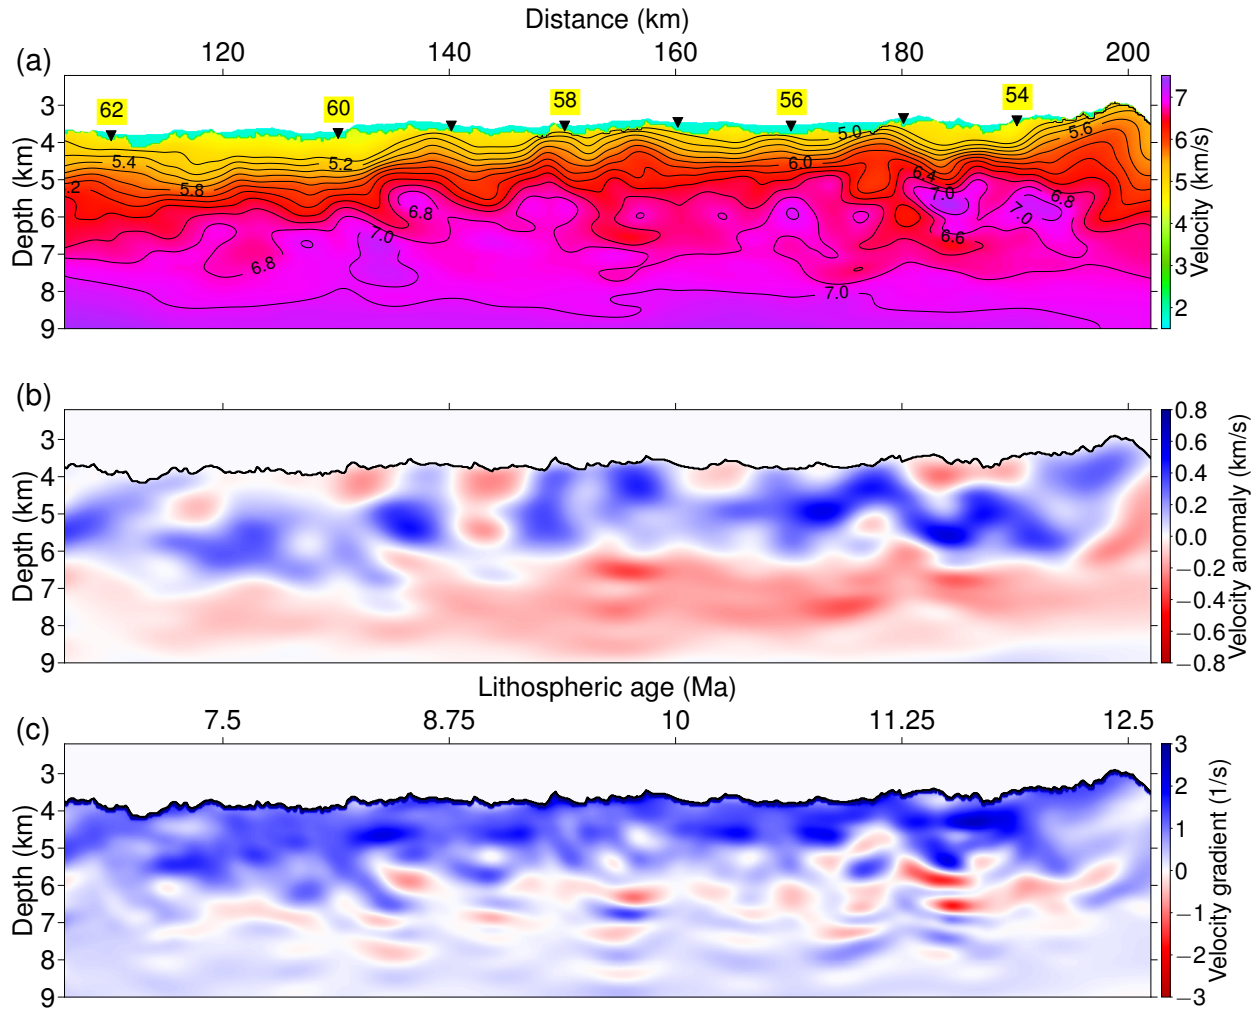 Distance (km)
(a)
120 140 160 180 200
62 60 58 56 54
3
4
5
6
7
8
9
Depth (km)
5.4 5.2 5.0 5.6
.2 5.8 6.0 6.4
6.8 7.0 7.0 6.8
7.0 6.6
6.8 7.0
7
6
5
4
3
2
Velocity (km/s)
(b)
3
4
5
6
7
8
9
Depth (km)
0.8
0.6
0.4
0.2
0.0
−0.2
−0.4
−0.6
−0.8
Velocity anomaly (km/s)
Lithospheric age (Ma)
(c)
7.5 8.75 10 11.25 12.5
3
4
5
6
7
8
9
Depth (km)
3
2
1
0
−1
−2
−3
Velocity gradient (1/s)